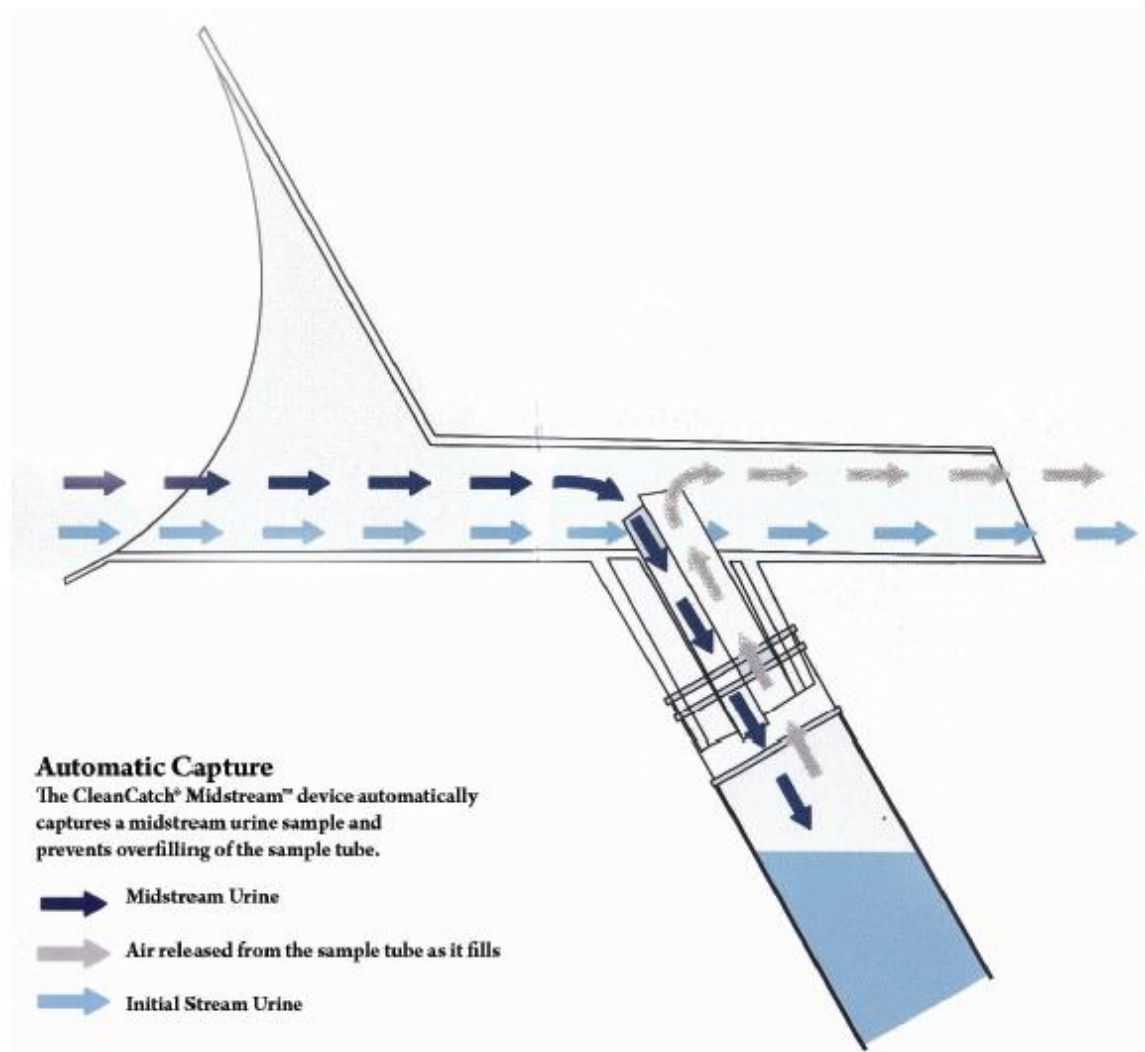 Automatic Capture
The CleanCatch® Midstream™ device automatically
captures a midstream urine sample and
prevents overfilling of the sample tube.
Midstream Urine
Air released from the sample tube as it fills
Initial Stream Urine